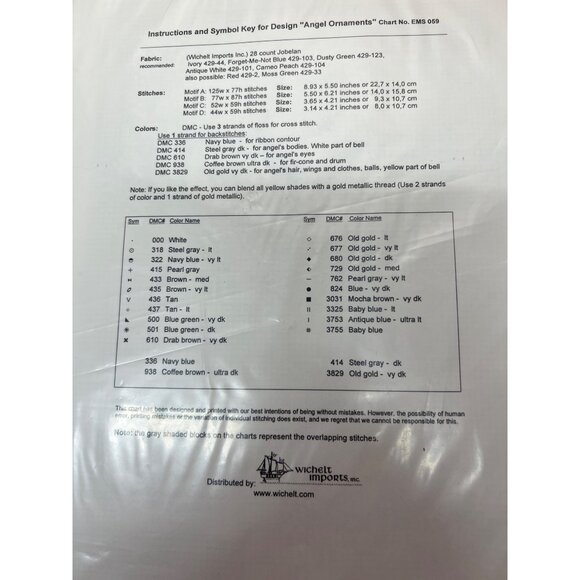 Instructions and Symbol Key for Design "Angel Ornaments" Chart No. EMS 059
Fabric: (Wichelt Imports Inc.) 28 count Jobelan
recommended: Ivory 429-44, Forget-Me-Not Blue 429-103, Dusty Green 429-123,
Antique White 429-101, Cameo Peach 429-104
also possible: Red 429-2, Moss Green 429-33
Stitches: Motif A: 125w x 77h stitches Size: 8.93 x 5.50 inches or 22,7 x 14,0 cm
Motif B: 77w x 87h stitches Size: 5.50 x 6.21 inches or 14,0 x 15,8 cm
Motif C: 52w x 59h stitches Size: 3.65 x 4.21 inches or 9,3 x 10,7 cm
Motif D: 44w x 59h stitches Size: 3.14 x 4.21 inches or 8,0 x 10,7 cm
Colors: DMC - Use 3 strands of floss for cross stitch.
Use 1 strand for backstitches:
DMC 336 Navy blue - for ribbon contour
DMC 414 Steel gray dk - for angel's bodies. White part of bell
DMC 610 Drab brown vy dk – for angel's eyes
DMC 938 Coffee brown ultra dk - for fir-cone and drum
DMC 3829 Old gold vy dk - for angel's hair, wings and clothes, balls, yellow part of bell
Note: If you like the effect, you can blend all yellow shades with a gold metallic thread (Use 2 strands
of color and 1 strand of gold metallic).
Sym DMC# Color Name Sym DMC# Color Name
000 White 676 Old gold - lt
318 Steel gray - lt 677 Old gold - vy lt
322 Navy blue - vy lt 680 Old gold - dk
415 Pearl gray 729 Old gold - med
433 Brown - med 762 Pearl gray - vy lt
435 Brown - vy lt 824 Blue - vy dk
436 Tan 3031 Mocha brown - vy dk
437 Tan - lt 3325 Baby blue - lt
500 Blue green - vy dk 3753 Antique blue - ultra lt
501 Blue green - dk 3755 Baby blue
610 Drab brown - vy dk
336 Navy blue 414 Steel gray - dk
938 Coffee brown - ultra dk 3829 Old gold - vy dk
This chart has been designed and printed with our best intentions of being without mistakes. However, the possibility of human
error, printing mistakes or the variation of individual stitching does exist, and we regret that we cannot be responsible for this.
Note: the gray shaded blocks on the charts represent the overlapping stitches.
Distributed by: wichelt imports, inc.
www.wichelt.com